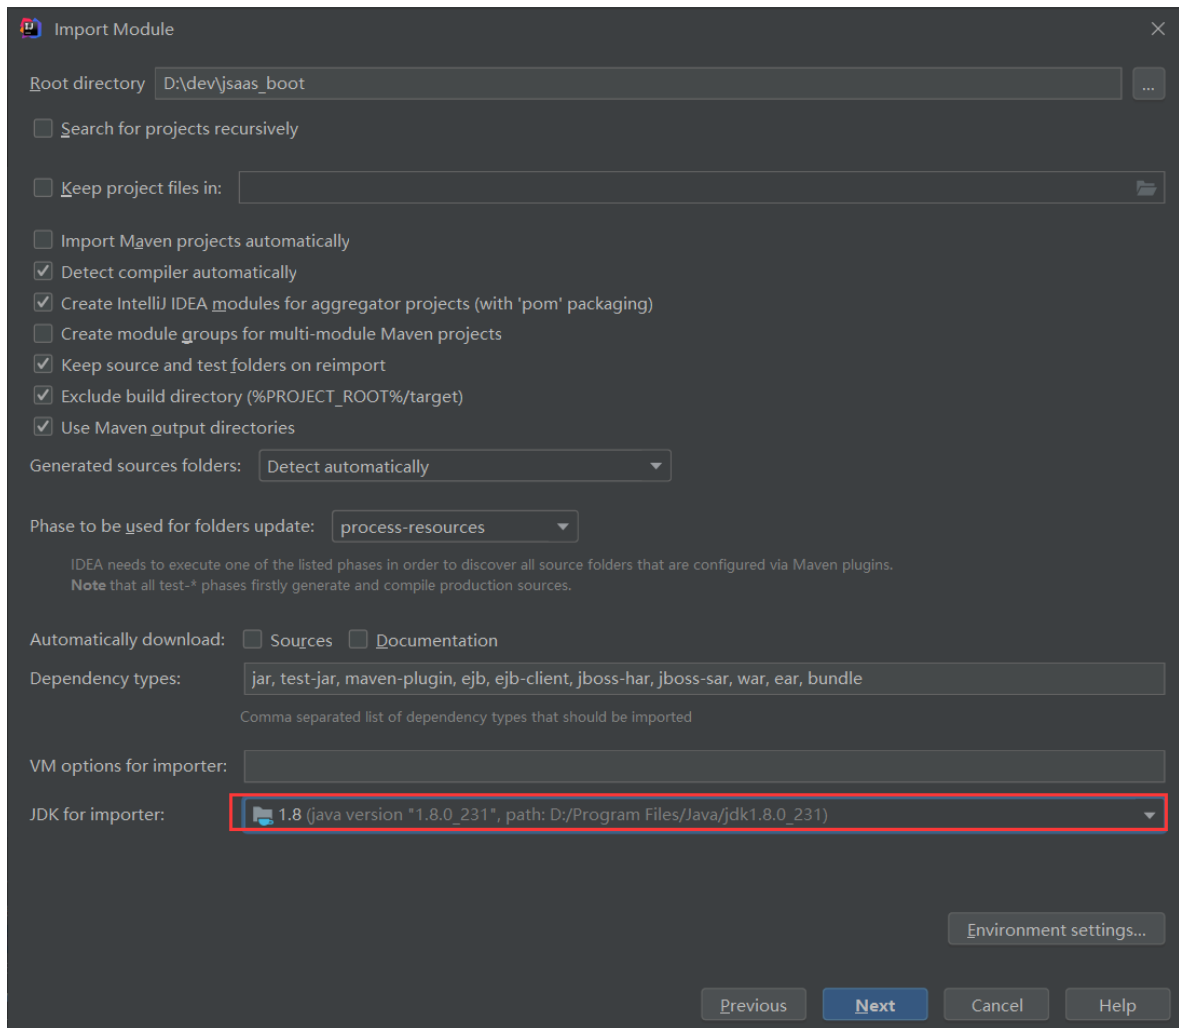 Import Module
Root directory D:\dev\jsaas_boot ...
Search for projects recursively
Keep project files in:
Import Maven projects automatically
Detect compiler automatically
Create IntelliJ IDEA modules for aggregator projects (with 'pom' packaging)
Create module groups for multi-module Maven projects
Keep source and test folders on reimport
Exclude build directory (%PROJECT_ROOT%/target)
Use Maven output directories
Generated sources folders: Detect automatically
Phase to be used for folders update: process-resources
IDEA needs to execute one of the listed phases in order to discover all source folders that are configured via Maven plugins.
Note that all test-* phases firstly generate and compile production sources.
Automatically download: Sources Documentation
Dependency types: jar, test-jar, maven-plugin, ejb, ejb-client, jboss-har, jboss-sar, war, ear, bundle
Comma separated list of dependency types that should be imported
VM options for importer:
JDK for importer: 1.8 (java version "1.8.0_231", path: D:/Program Files/Java/jdk1.8.0_231)
Environment settings...
Previous Next Cancel Help